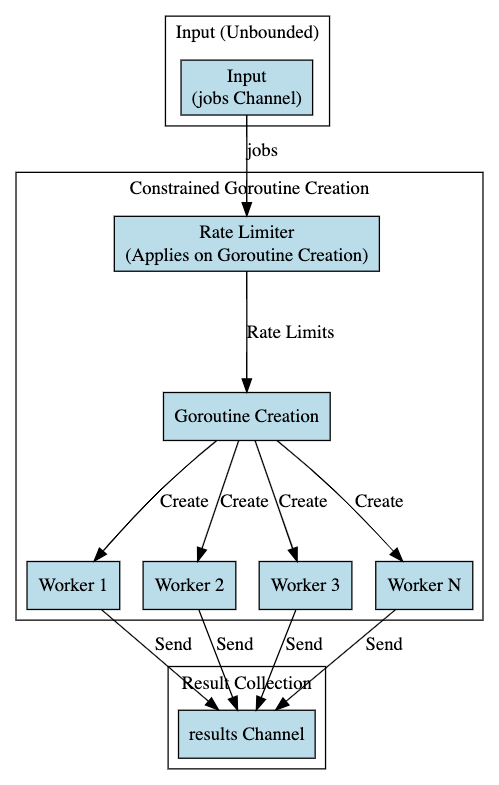 Input (Unbounded)
Input
(jobs Channel)
jobs
Constrained Goroutine Creation
Rate Limiter
(Applies on Goroutine Creation)
Rate Limits
Goroutine Creation
Create
Create
Create
Create
Worker 1
Worker 2
Worker 3
Worker N
Send
Send
Send
Send
Result Collection
results Channel